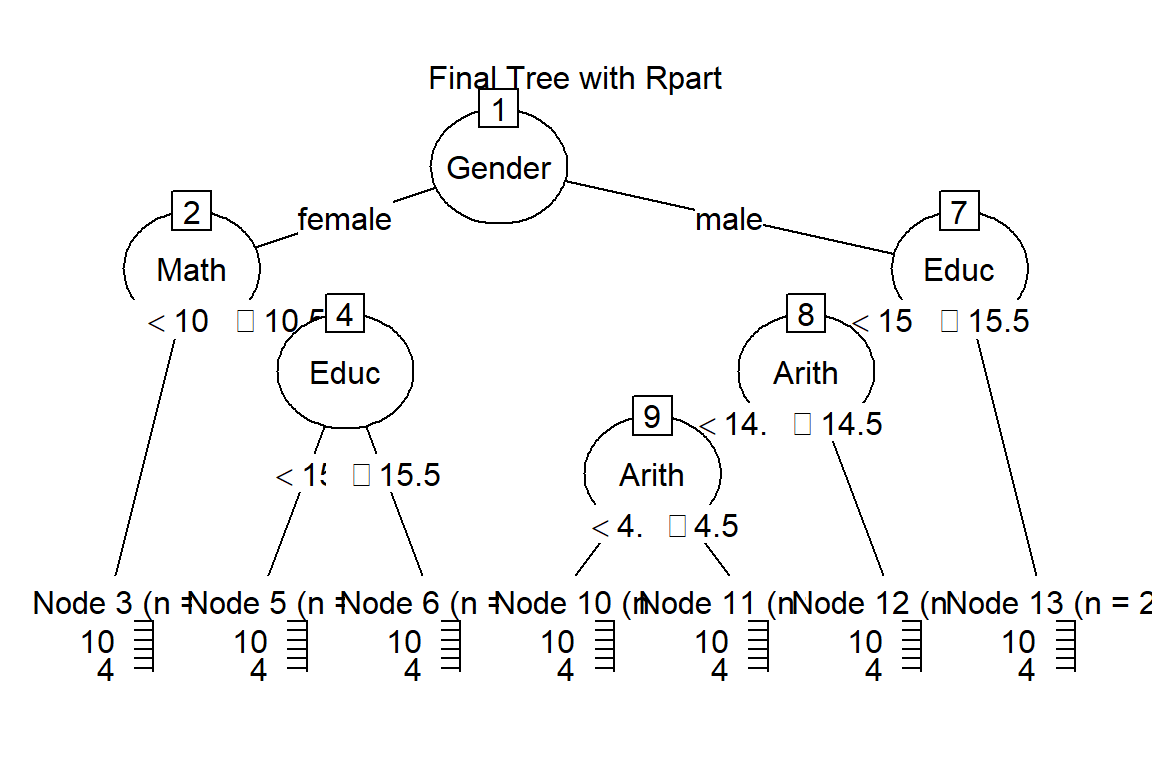 Final Tree with Rpart
1
Gender
female
male
2
Math
7
Educ
< 10 □ 10.5
4
Educ
8
Arith
< 15 □ 15.5
9
Arith
< 14. □ 14.5
< 15 □ 15.5
< 4. □ 4.5
Node 3 (n = Node 5 (n = Node 6 (n = Node 10 (n Node 11 (n Node 12 (n Node 13 (n = 2
10 10 10 10 10 10 10
4 4 4 4 4 4 4